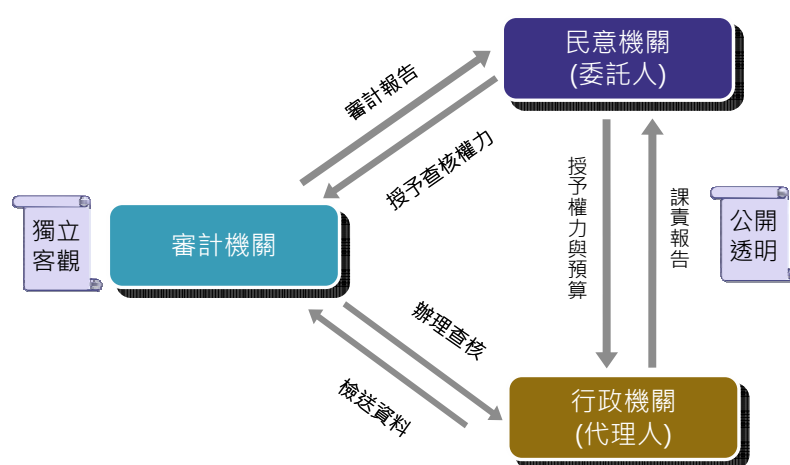 民意機關
(委託人)
審計報告
授予查核權力
授予權力與預算
課責報告
獨立
客觀
審計機關
公開
透明
辦理查核
檢送資料
行政機關
(代理人)